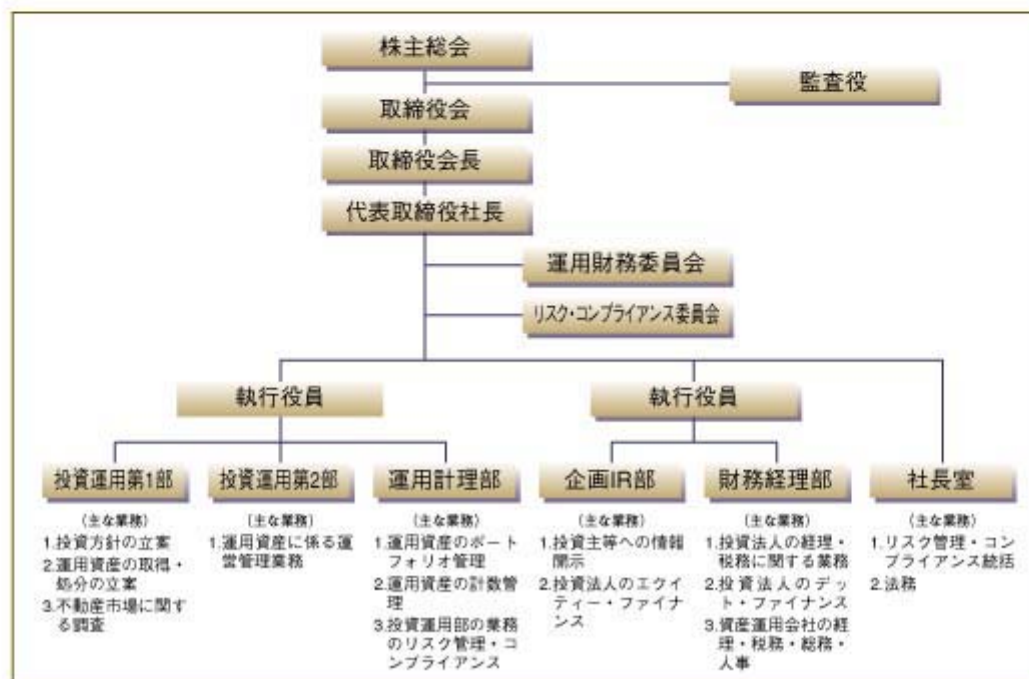 株主総会
監査役
取締役会
取締役会長
代表取締役社長
運用財務委員会
リスク・コンプライアンス委員会
執行役員
執行役員
投資運用第1部
(主な業務)
1.投資方針の立案
2.運用資産の取得・
処分の立案
3.不動産市場に関す
る調査
投資運用第2部
(主な業務)
1.運用資産に係る運
営管理業務
運用計理部
(主な業務)
1.運用資産のポート
フォリオ管理
2.運用資産の計数管
理
3.投資運用部の業務
のリスク管理・コ
ンプライアンス
企画IR部
(主な業務)
1.投資主等への情報
開示
2.投資法人のエクイ
ティー・ファイナ
ンス
財務経理部
(主な業務)
1.投資法人の経理・
税務に関する業務
2.投資法人のデッ
ト・ファイナンス
3.資産運用会社の経
理・税務・総務・
人事
社長室
(主な業務)
1.リスク管理・コン
プライアンス統括
2.法務